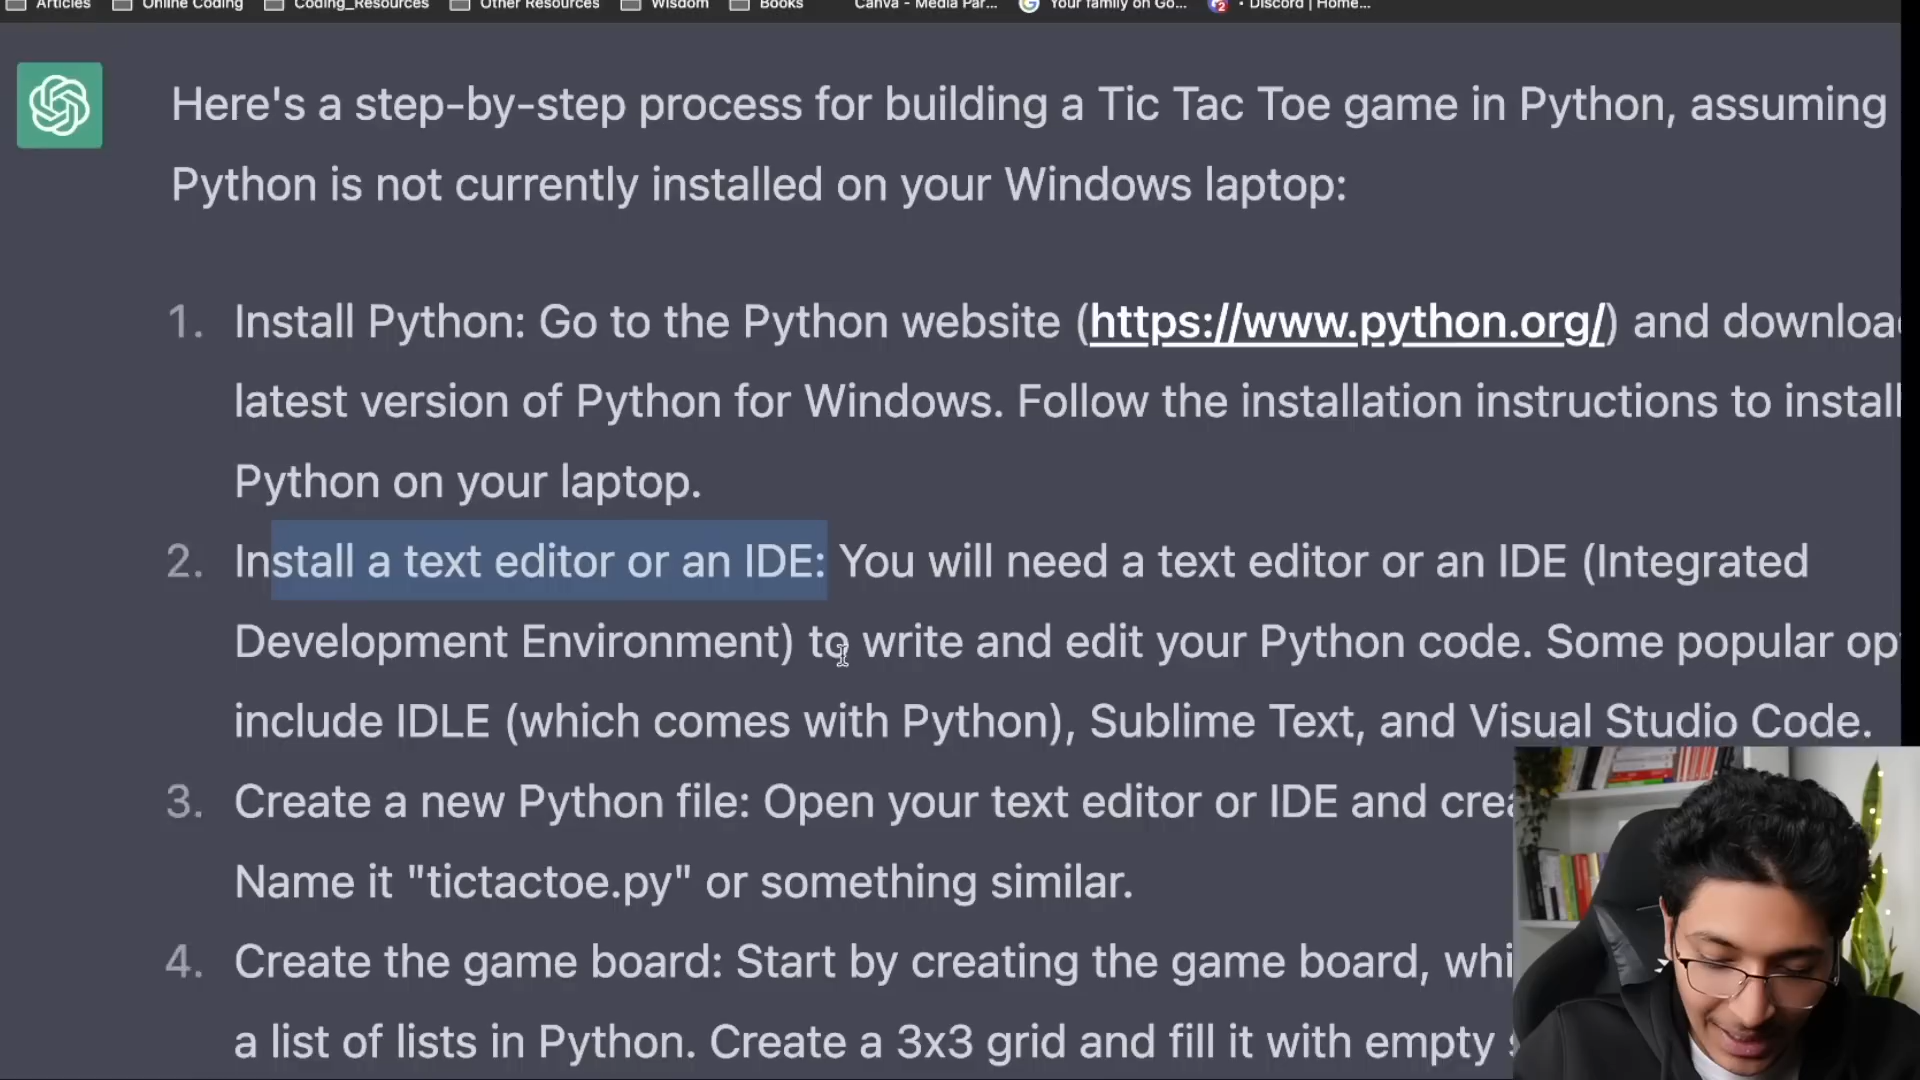 Articles Online Coding Coding_Resources Other Resources Wisdom Books Canva - Media Par... Your family on Go... 2 • Discord | Home...
Here's a step-by-step process for building a Tic Tac Toe game in Python, assuming
Python is not currently installed on your Windows laptop:
1. Install Python: Go to the Python website (https://www.python.org/) and
latest version of Python for Windows. Follow the installation instructions to install
Python on your laptop.
2. Install a text editor or an IDE: You will need a text editor or an IDE (Integrated
Development Environment) to write and edit your Python code. Some popular
include IDLE (which comes with Python), Sublime Text, and Visual Studio Code.
3. Create a new Python file: Open your text editor or IDE and
Name it "tictactoe.py" or something similar.
4. Create the game board: Start by creating the game board,
a list of lists in Python. Create a 3x3 grid and fill it with empty